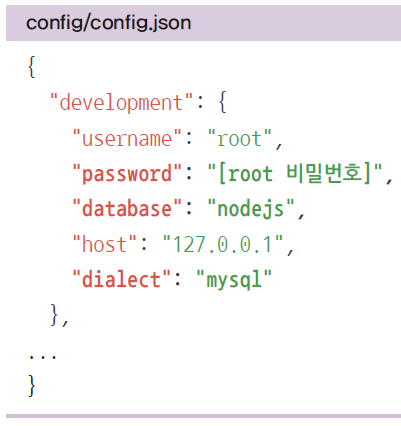 config/config.json
{
"development": {
"username": "root",
"password": "[root 비밀번호]",
"database": "nodejs",
"host": "127.0.0.1",
"dialect": "mysql"
},
...
}